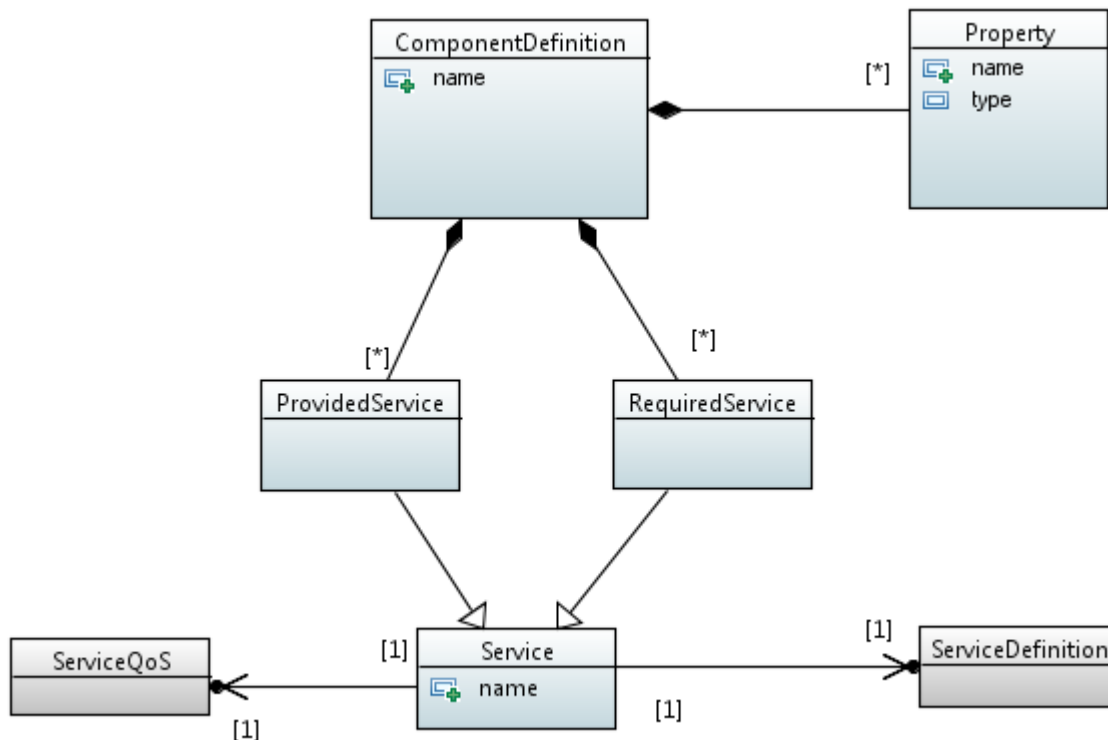 ComponentDefinition
name
Property
name
type
[*]
[*]
[*]
ProvidedService
RequiredService
ServiceQoS
[1]
[1]
Service
name
[1]
[1]
ServiceDefinition